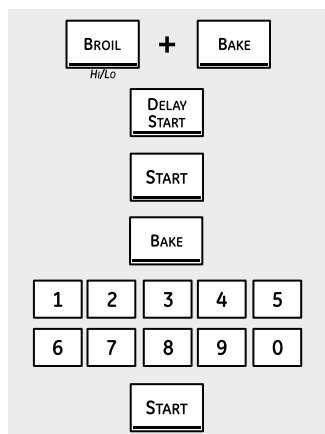 BROIL + BAKE
HI/LO
DELAY
START
START
BAKE
1 2 3 4 5
6 7 8 9 0
START